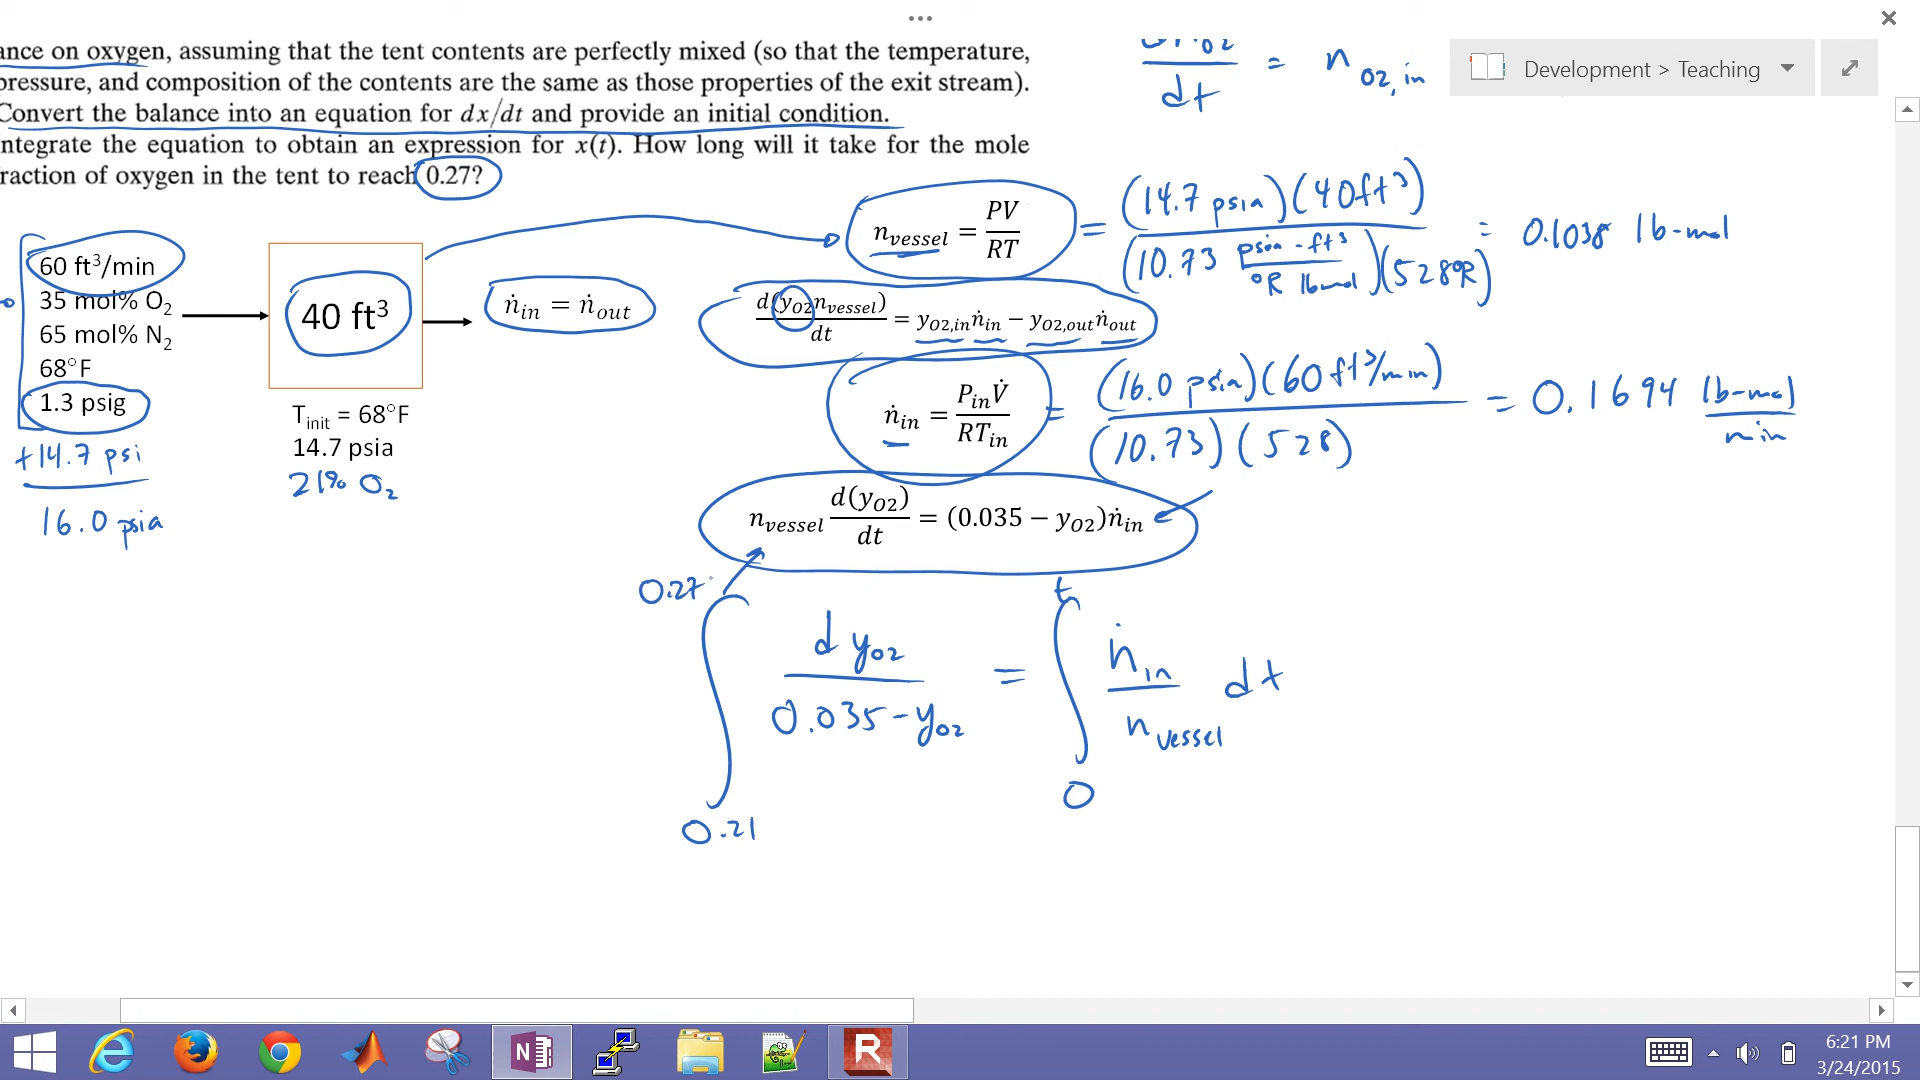 ance on oxygen, assuming that the tent contents are perfectly mixed (so that the temperature,
pressure, and composition of the contents are the same as those properties of the exit stream).
Convert the balance into an equation for dx/dt and provide an initial condition.
ntegrate the equation to obtain an expression for x(t). How long will it take for the mole
raction of oxygen in the tent to reach 0.27?
dt = n O2, in
Development > Teaching
60 ft³/min
35 mol% O₂
65 mol% N₂
68°F
1.3 psig
+14.7 psi
16.0 psia
40 ft³
T_init = 68°F
14.7 psia
21% O₂
ṅ_in = ṅ_out
n_vessel = PV / RT = (14.7 psia)(40ft³) / (10.73 psia-ft³ / °R lbmol)(528°R) = 0.1038 lb-mol
d(y_O2 n_vessel) / dt = y_O2,in ṅ_in − y_O2,out ṅ_out
ṅ_in = P_in V̇ / RT_in = (16.0 psia)(60 ft³/min) / (10.73)(528) = 0.1694 lb-mol / min
n_vessel d(y_O2) / dt = (0.035 − y_O2)ṅ_in
0.27 t
d y_O2 / 0.035 - y_O2 = ṅ_in / n_vessel dt
0.21 0
6:21 PM
3/24/2015